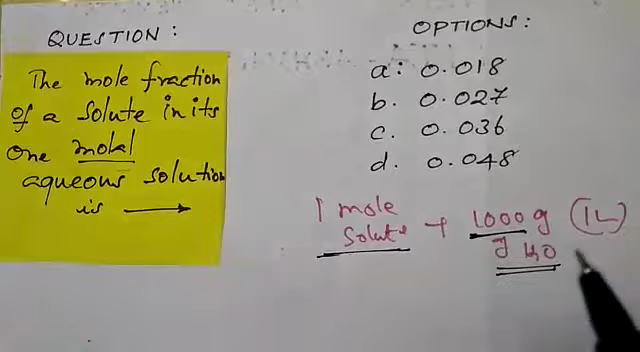 QUESTION :
The mole fraction
of a solute in its
one molal
aqueous solution
is →
OPTIONS:
a: 0.018
b. 0.027
c. 0.036
d. 0.048
1 mole
solute + 1000 g (1L)
of H2O